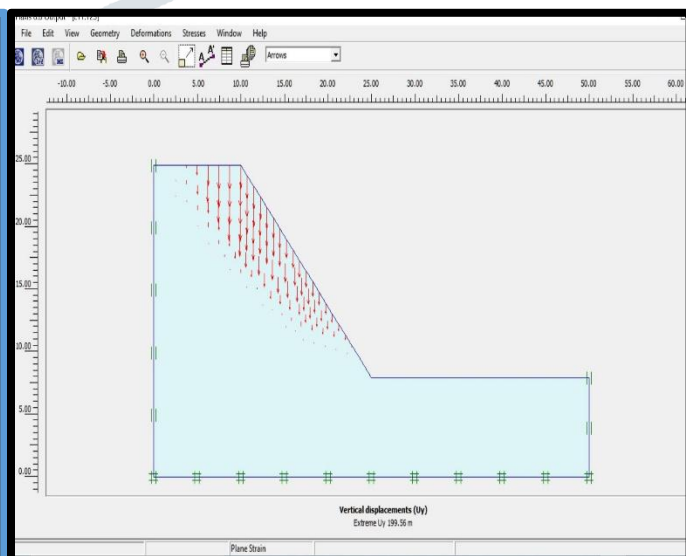 File Edit View Geometry Deformations Stresses Window Help
Arrows
-10.00 -5.00 0.00 5.00 10.00 15.00 20.00 25.00 30.00 35.00 40.00 45.00 50.00 55.00 60.00
25.00
20.00
15.00
10.00
5.00
0.00
Vertical displacements (Uy)
Extreme Uy 199.56 m
Plane Strain